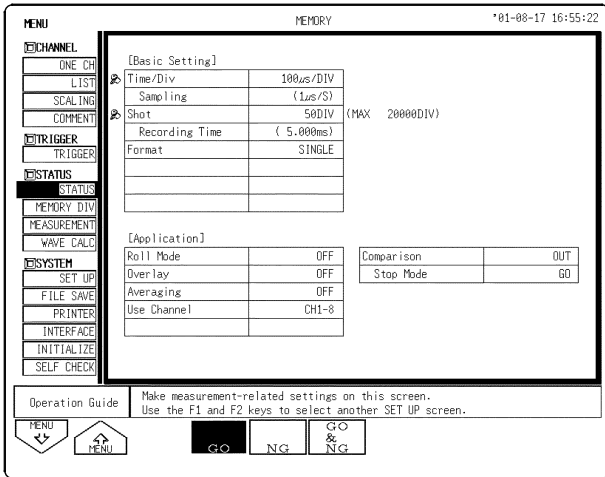 MENU MEMORY '01-08-17 16:55:22
CHANNEL
ONE CH
LIST
SCALING
COMMENT
TRIGGER
TRIGGER
STATUS
STATUS
MEMORY DIV
MEASUREMENT
WAVE CALC
SYSTEM
SET UP
FILE SAVE
PRINTER
INTERFACE
INITIALIZE
SELF CHECK
[Basic Setting]
Time/Div 100µs/DIV
Sampling (1µs/S)
Shot 50DIV (MAX 20000DIV)
Recording Time ( 5.000ms)
Format SINGLE
[Application]
Roll Mode OFF
Overlay OFF
Averaging OFF
Use Channel CH1-8
Comparison OUT
Stop Mode GO
Operation Guide
Make measurement-related settings on this screen.
Use the F1 and F2 keys to select another SET UP screen.
MENU
MENU
GO
NG
GO
&
NG